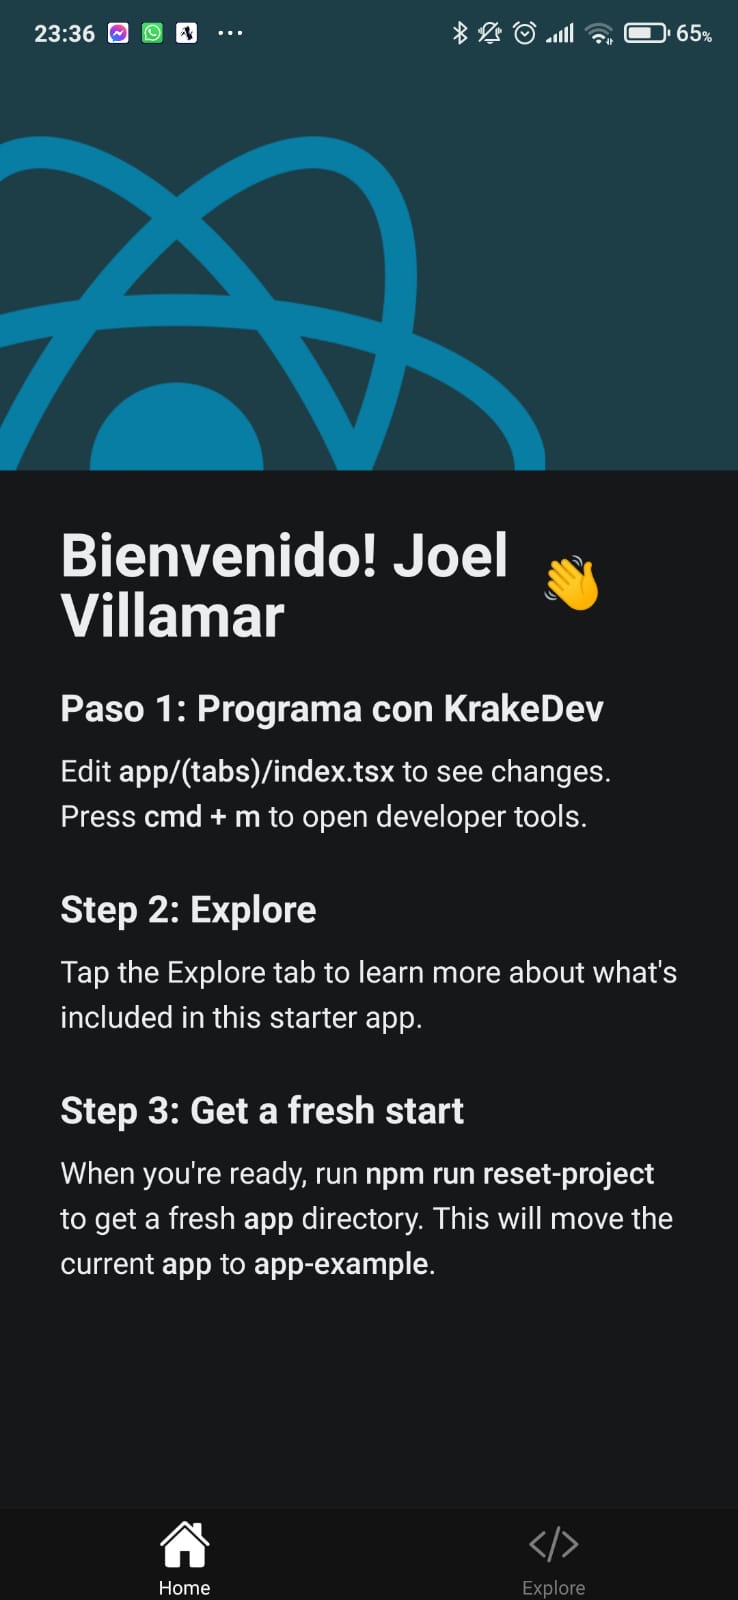 23:36
65%
Bienvenido! Joel
Villamar
Paso 1: Programa con KrakeDev
Edit app/(tabs)/index.tsx to see changes.
Press cmd + m to open developer tools.
Step 2: Explore
Tap the Explore tab to learn more about what's
included in this starter app.
Step 3: Get a fresh start
When you're ready, run npm run reset-project
to get a fresh app directory. This will move the
current app to app-example.
Home
Explore